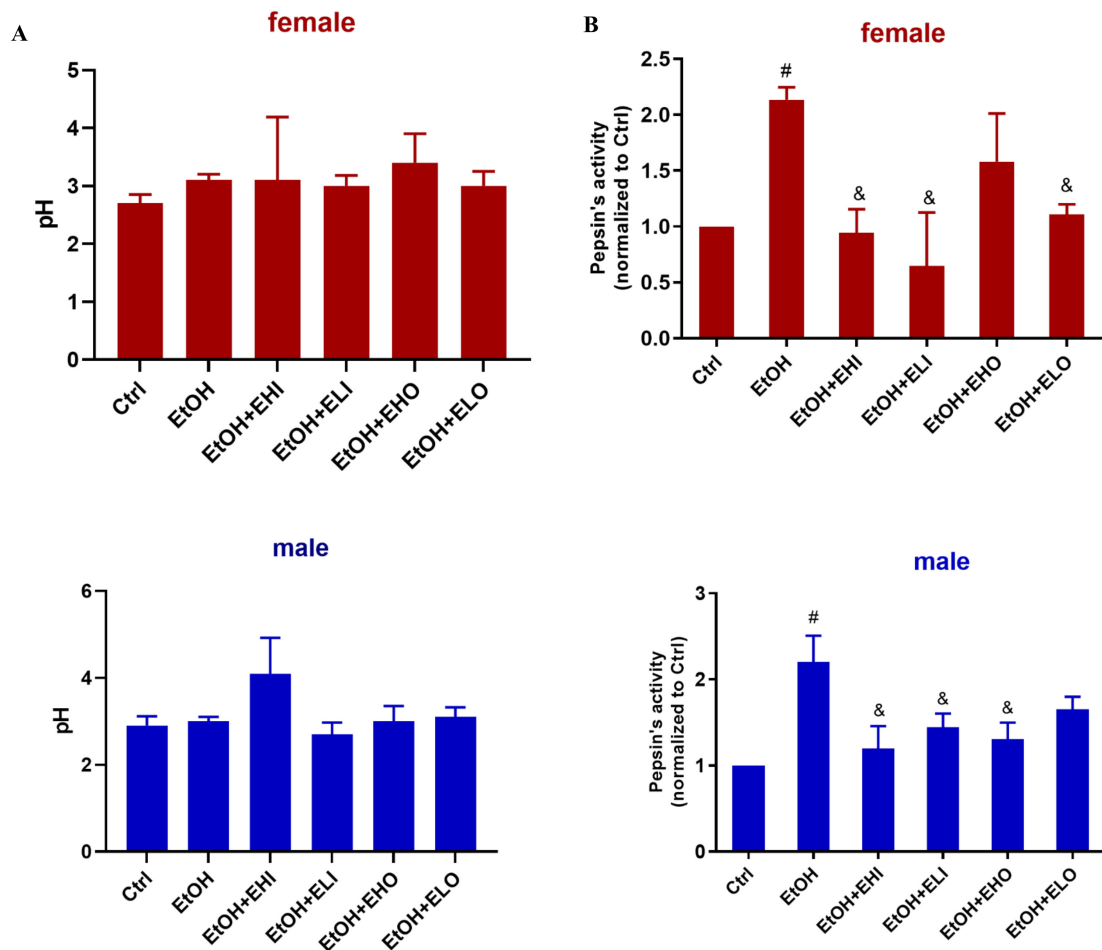 A
female
pH
5
4
3
2
1
0
Ctrl
EtOH
EtOH+EHI
EtOH+ELI
EtOH+EHO
EtOH+ELO
B
female
Pepsin's activity
(normalized to Ctrl)
2.5
2.0
1.5
1.0
0.5
0.0
#
&
&
&
Ctrl
EtOH
EtOH+EHI
EtOH+ELI
EtOH+EHO
EtOH+ELO
male
pH
6
4
2
0
Ctrl
EtOH
EtOH+EHI
EtOH+ELI
EtOH+EHO
EtOH+ELO
male
Pepsin's activity
(normalized to Ctrl)
3
2
1
0
#
&
&
&
Ctrl
EtOH
EtOH+EHI
EtOH+ELI
EtOH+EHO
EtOH+ELO